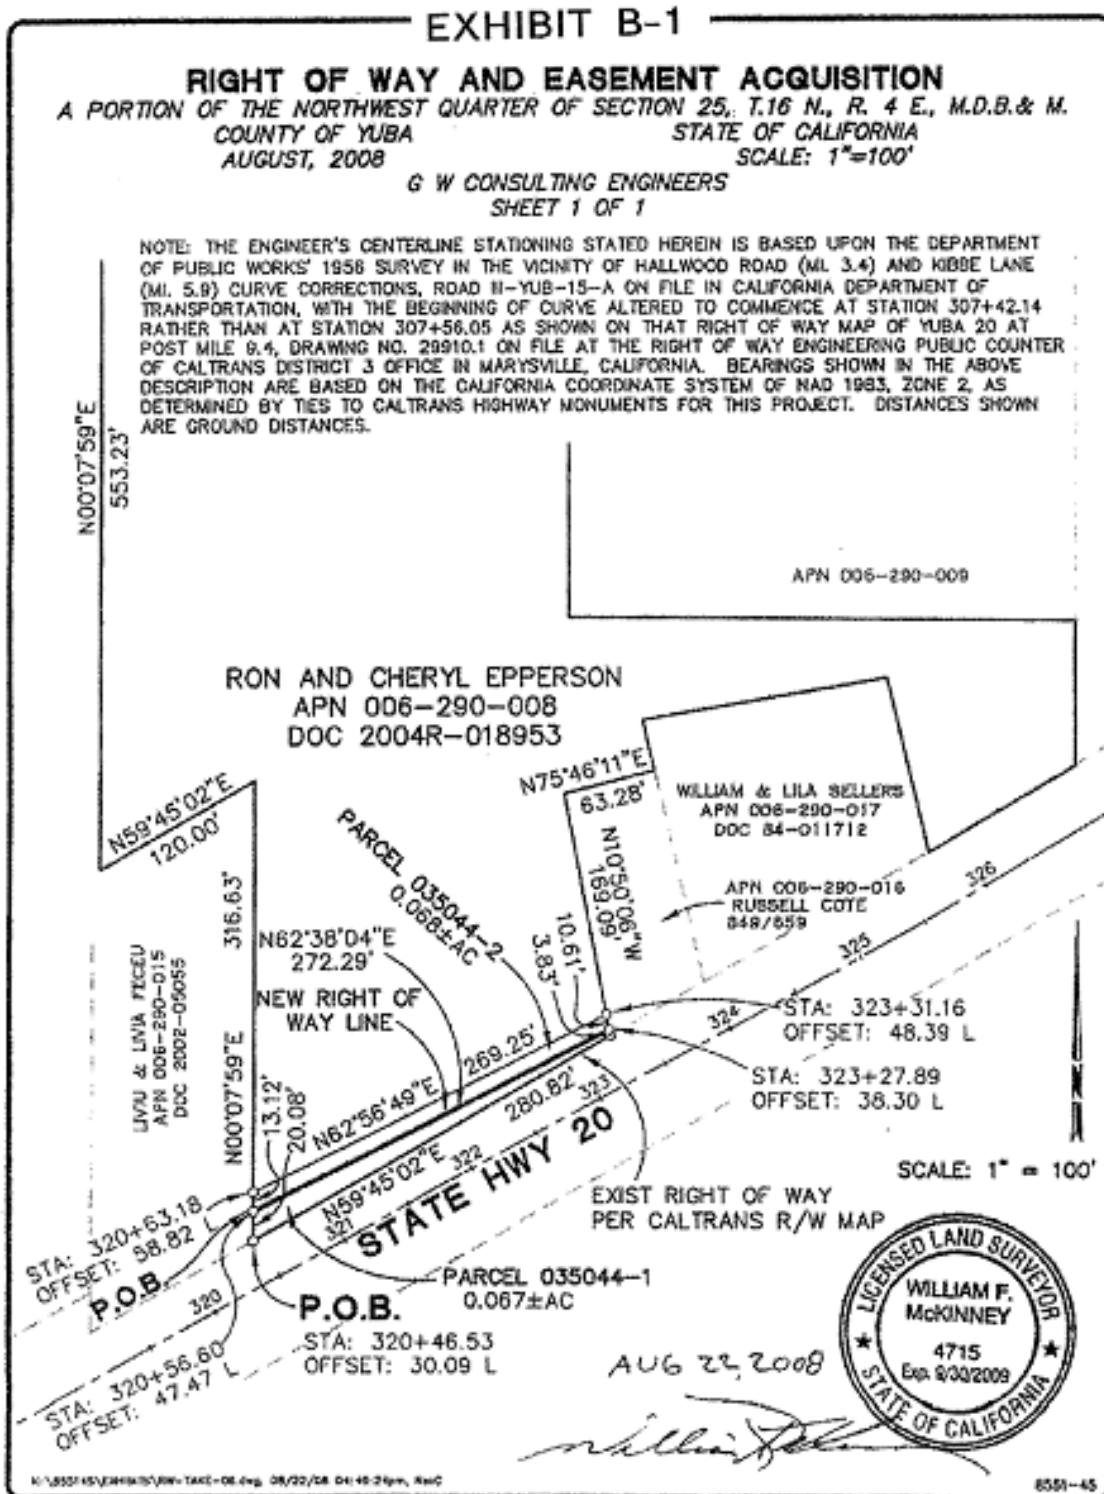 EXHIBIT B-1
RIGHT OF WAY AND EASEMENT ACQUISITION
A PORTION OF THE NORTHWEST QUARTER OF SECTION 25, T.16 N., R. 4 E., M.D.B.& M.
COUNTY OF YUBA STATE OF CALIFORNIA
AUGUST, 2008 SCALE: 1"=100'
G W CONSULTING ENGINEERS
SHEET 1 OF 1
NOTE: THE ENGINEER'S CENTERLINE STATIONING STATED HEREIN IS BASED UPON THE DEPARTMENT
OF PUBLIC WORKS' 1956 SURVEY IN THE VICINITY OF HALLWOOD ROAD (MI. 3.4) AND KIBBE LANE
(MI. 5.9) CURVE CORRECTIONS, ROAD III-YUB-15-A ON FILE IN CALIFORNIA DEPARTMENT OF
TRANSPORTATION, WITH THE BEGINNING OF CURVE ALTERED TO COMMENCE AT STATION 307+42.14
RATHER THAN AT STATION 307+56.05 AS SHOWN ON THAT RIGHT OF WAY MAP OF YUBA 20 AT
POST MILE 9.4, DRAWING NO. 29910.1 ON FILE AT THE RIGHT OF WAY ENGINEERING PUBLIC COUNTER
OF CALTRANS DISTRICT 3 OFFICE IN MARYSVILLE, CALIFORNIA. BEARINGS SHOWN IN THE ABOVE
DESCRIPTION ARE BASED ON THE CALIFORNIA COORDINATE SYSTEM OF NAD 1983, ZONE 2, AS
DETERMINED BY TIES TO CALTRANS HIGHWAY MONUMENTS FOR THIS PROJECT. DISTANCES SHOWN
ARE GROUND DISTANCES.
N00°07'59"E
553.23'
APN 006-290-009
RON AND CHERYL EPPERSON
APN 006-290-008
DOC 2004R-018953
N59°45'02"E
120.00'
N75°46'11"E
63.28'
WILLIAM & LILA SELLERS
APN 006-290-017
DOC 84-011712
N10°50'06"W
169.09'
APN 006-290-016
RUSSELL COTE
849/659
PARCEL 035044-2
0.068±AC
316.63'
N00°07'59"E
N62°38'04"E
272.29'
NEW RIGHT OF
WAY LINE
10.61'
3.83'
LIVIU & LIVIA FECEU
APN 006-290-015
DOC 2002-05055
13.12'
20.08'
N62°56'49"E
269.25'
N59°45'02"E
280.82'
STATE HWY 20
320
321
322
323
324
325
326
STA: 323+31.16
OFFSET: 48.39 L
STA: 323+27.89
OFFSET: 38.30 L
SCALE: 1" = 100'
EXIST RIGHT OF WAY
PER CALTRANS R/W MAP
STA: 320+63.18
OFFSET: 58.82 L
P.O.B.
STA: 320+56.60
OFFSET: 47.47 L
PARCEL 035044-1
0.067±AC
P.O.B.
STA: 320+46.53
OFFSET: 30.09 L
AUG 22, 2008
LICENSED LAND SURVEYOR
WILLIAM F.
McKINNEY
4715
Exp. 9/30/2009
STATE OF CALIFORNIA
8551-45